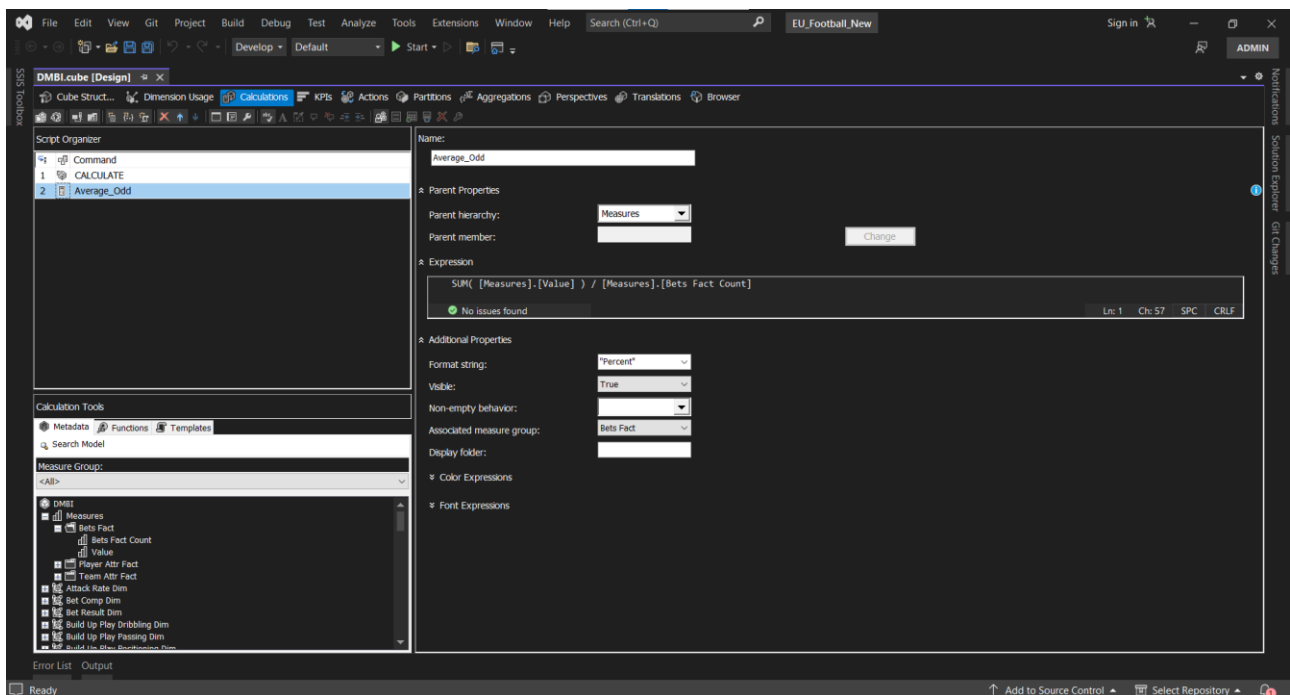 File Edit View Git Project Build Debug Test Analyze Tools Extensions Window Help Search (Ctrl+Q) EU_Football_New Sign in
Develop Default Start ADMIN
SSIS Toolbox
DMBI.cube [Design]
Cube Struct... Dimension Usage Calculations KPIs Actions Partitions Aggregations Perspectives Translations Browser
Script Organizer
Command
1 CALCULATE
2 Average_Odd
Calculation Tools
Metadata Functions Templates
Search Model
Measure Group:
<All>
DMBI
Measures
Bets Fact
Bets Fact Count
Value
Player Attr Fact
Team Attr Fact
Attack Rate Dim
Bet Comp Dim
Bet Result Dim
Build Up Play Dribbling Dim
Build Up Play Passing Dim
Build Up Play Positioning Dim
Name:
Average_Odd
Parent Properties
Parent hierarchy: Measures
Parent member: Change
Expression
SUM( [Measures].[Value] ) / [Measures].[Bets Fact Count]
No issues found Ln: 1 Ch: 57 SPC CRLF
Additional Properties
Format string: "Percent"
Visible: True
Non-empty behavior:
Associated measure group: Bets Fact
Display folder:
Color Expressions
Font Expressions
Notifications
Solution Explorer
Git Changes
Error List Output
Ready Add to Source Control Select Repository 1